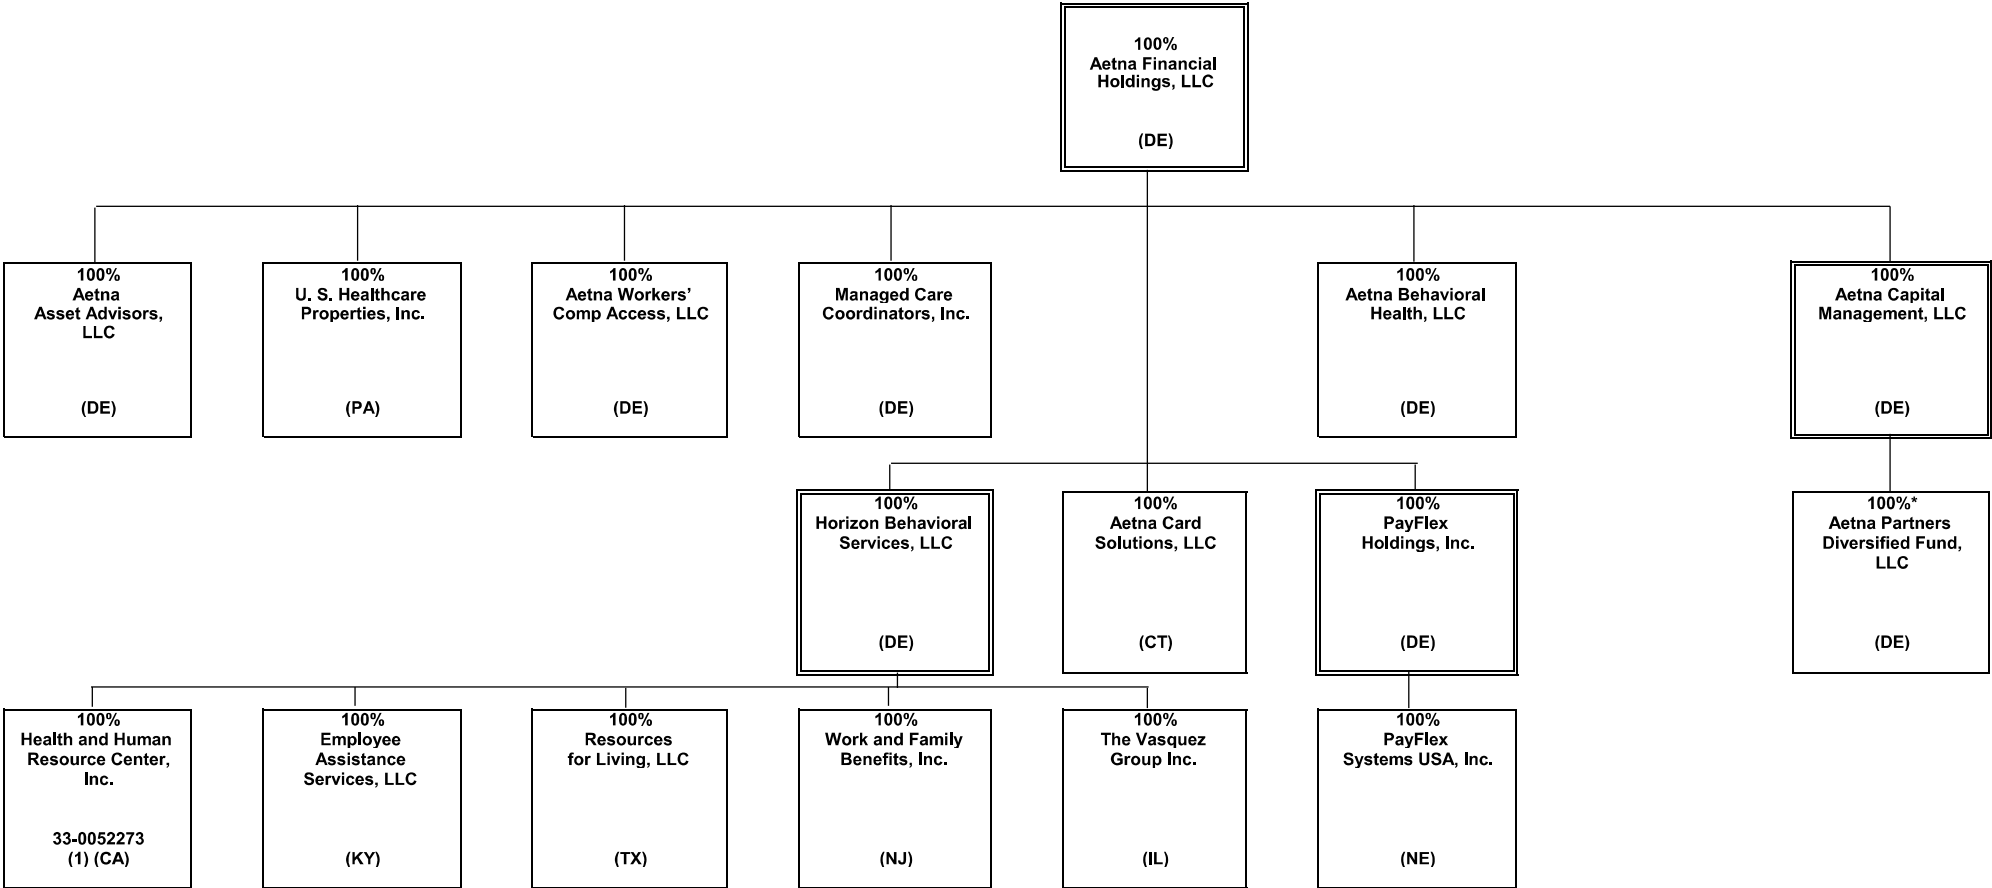 100%
Aetna Financial
Holdings, LLC
(DE)
100%
Aetna
Asset Advisors,
LLC
(DE)
100%
U. S. Healthcare
Properties, Inc.
(PA)
100%
Aetna Workers’
Comp Access, LLC
(DE)
100%
Managed Care
Coordinators, Inc.
(DE)
100%
Aetna Behavioral
Health, LLC
(DE)
100%
Aetna Capital
Management, LLC
(DE)
100%
Horizon Behavioral
Services, LLC
(DE)
100%
Aetna Card
Solutions, LLC
(CT)
100%
PayFlex
Holdings, Inc.
(DE)
100%*
Aetna Partners
Diversified Fund,
LLC
(DE)
100%
Health and Human
Resource Center,
Inc.
33-0052273
(1) (CA)
100%
Employee
Assistance
Services, LLC
(KY)
100%
Resources
for Living, LLC
(TX)
100%
Work and Family
Benefits, Inc.
(NJ)
100%
The Vasquez
Group Inc.
(IL)
100%
PayFlex
Systems USA, Inc.
(NE)